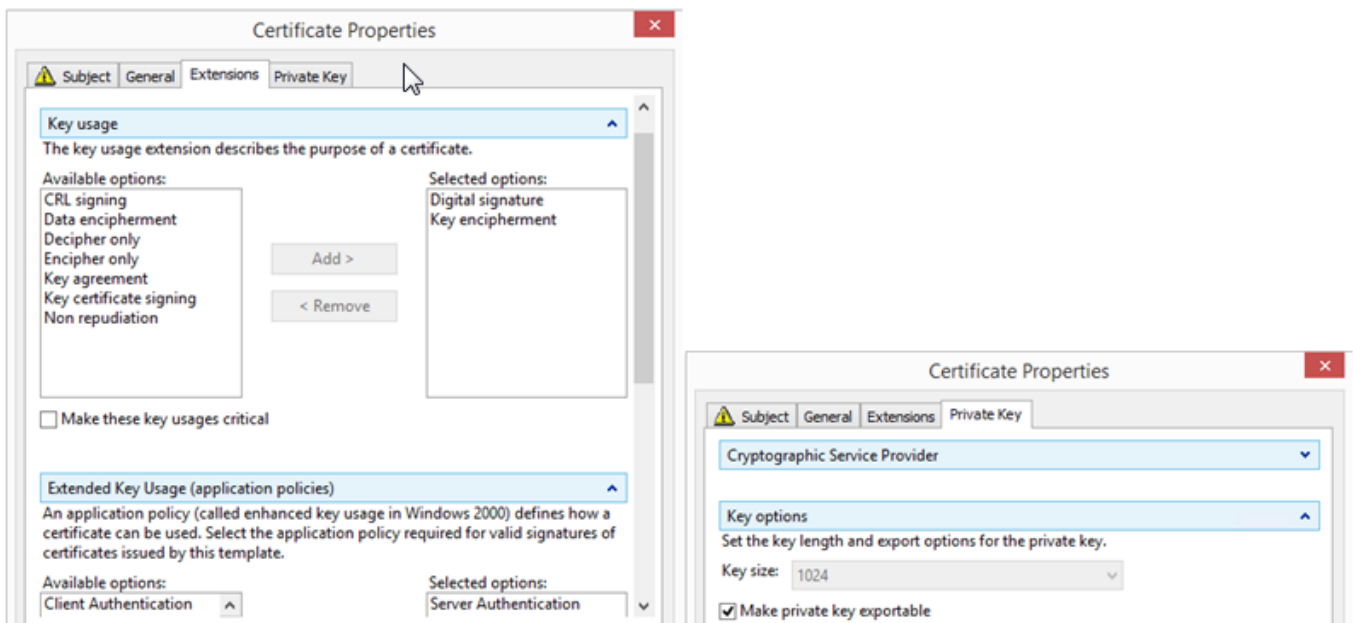 Certificate Properties
Subject General Extensions Private Key
Key usage
The key usage extension describes the purpose of a certificate.
Available options: Selected options:
CRL signing Digital signature
Data encipherment Key encipherment
Decipher only
Encipher only
Add >
Key agreement
Key certificate signing
< Remove
Non repudiation
Make these key usages critical
Extended Key Usage (application policies)
An application policy (called enhanced key usage in Windows 2000) defines how a
certificate can be used. Select the application policy required for valid signatures of
certificates issued by this template.
Available options: Selected options:
Client Authentication Server Authentication
Certificate Properties
Subject General Extensions Private Key
Cryptographic Service Provider
Key options
Set the key length and export options for the private key.
Key size: 1024
Make private key exportable